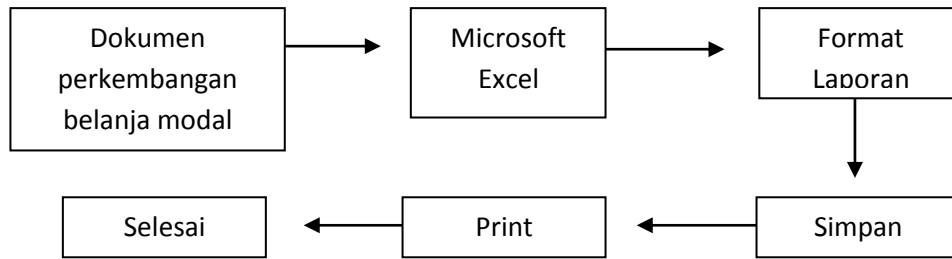 Dokumen
perkembangan
belanja modal
Microsoft
Excel
Format
Laporan
Simpan
Print
Selesai